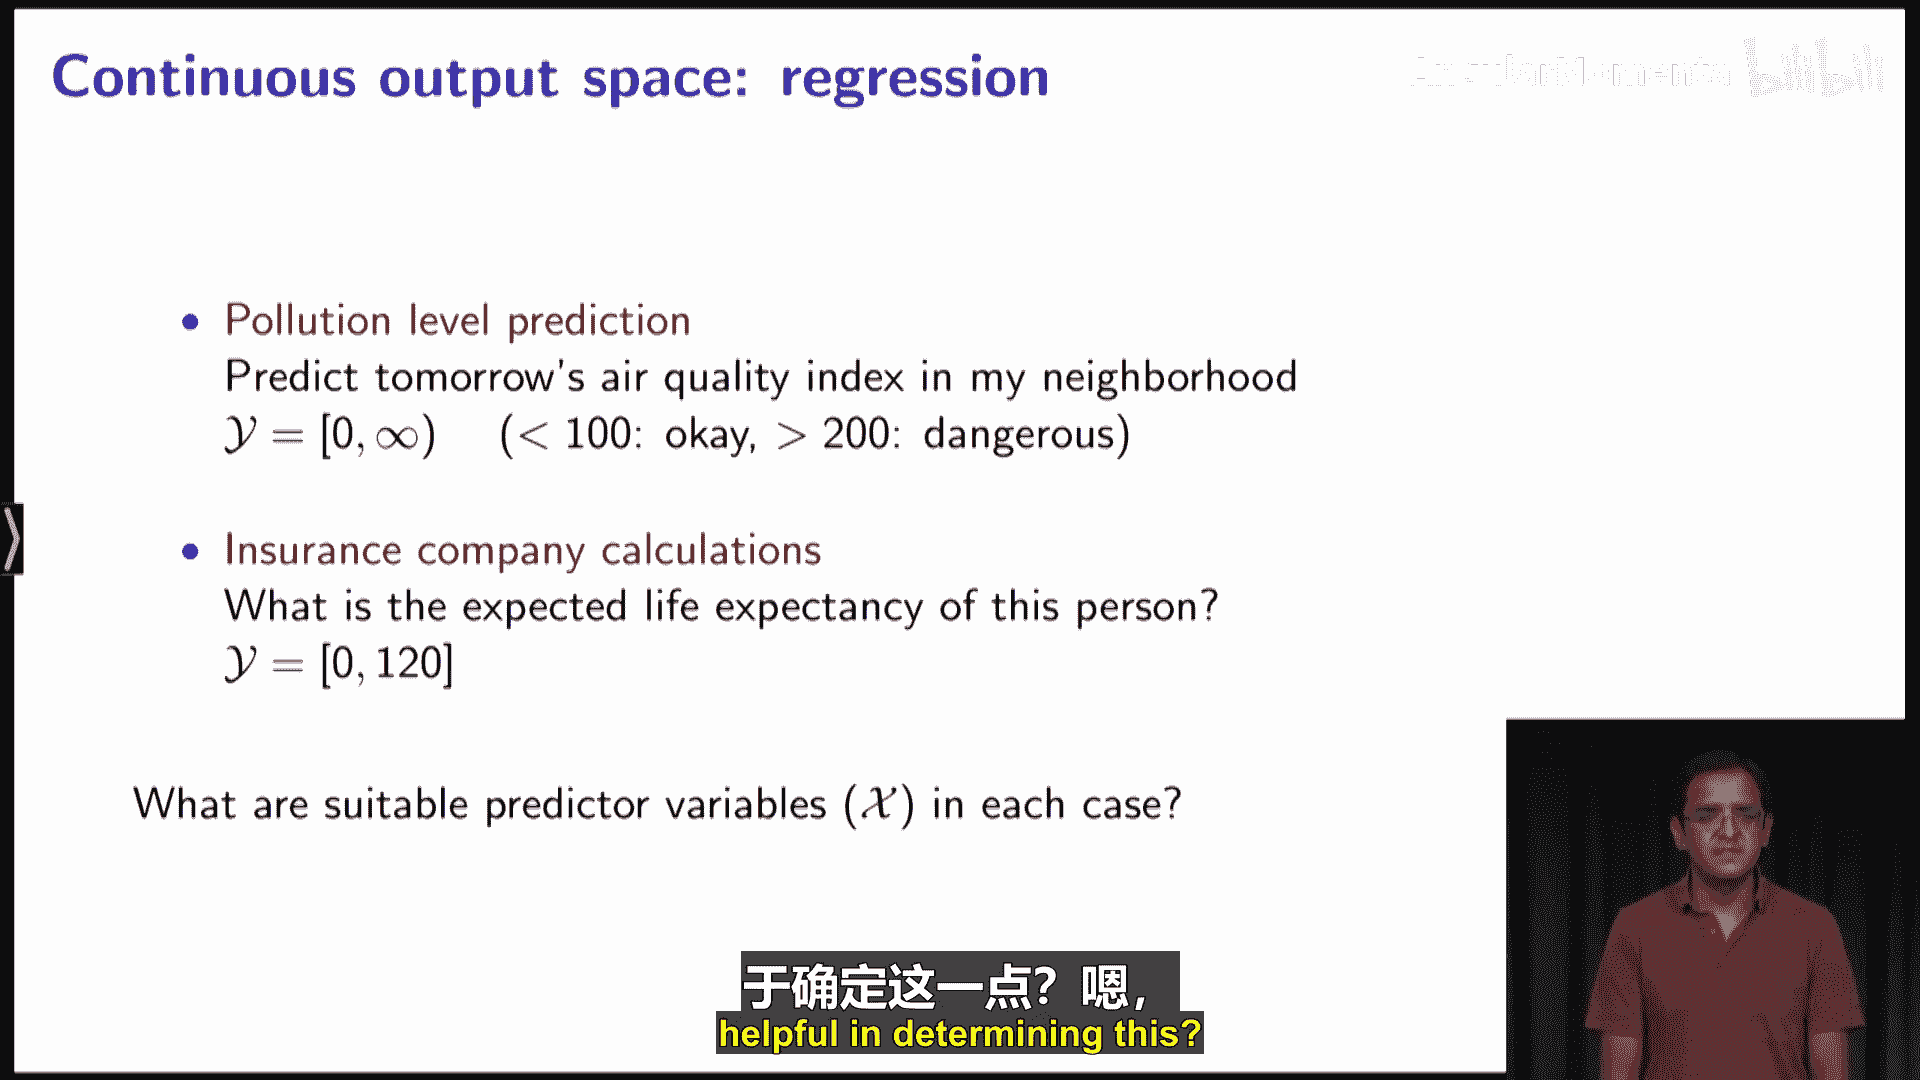 Continuous output space: regression
bilibili
• Pollution level prediction
Predict tomorrow's air quality index in my neighborhood
𝒴 = [0, ∞) (< 100: okay, > 200: dangerous)
• Insurance company calculations
What is the expected life expectancy of this person?
𝒴 = [0, 120]
What are suitable predictor variables (𝒳) in each case?
于确定这一点？嗯，
helpful in determining this?